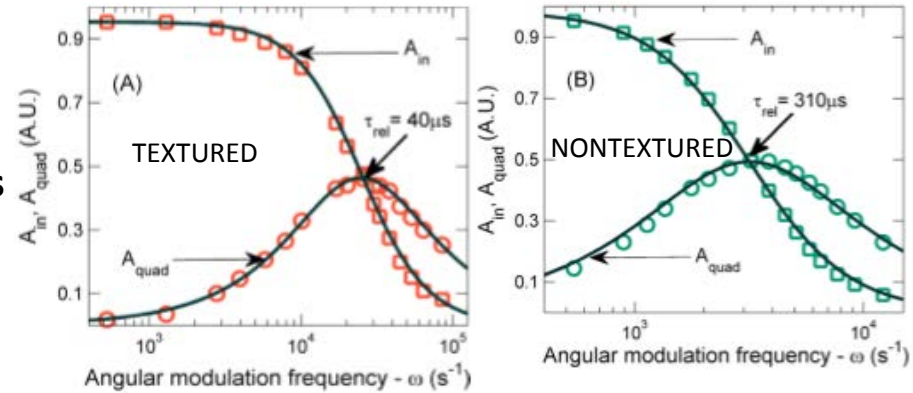 s
0.9
0.7
0.5
0.3
0.1
A_in, A_quad (A.U.)
(A)
TEXTURED
A_in
τ_rel = 40μs
A_quad
10³
10⁴
10⁵
Angular modulation frequency - ω (s⁻¹)
0.9
0.7
0.5
0.3
0.1
A_in, A_quad (A.U.)
A_in
(B)
τ_rel = 310μs
NONTEXTURED
A_quad
10³
10⁴
Angular modulation frequency - ω (s⁻¹)